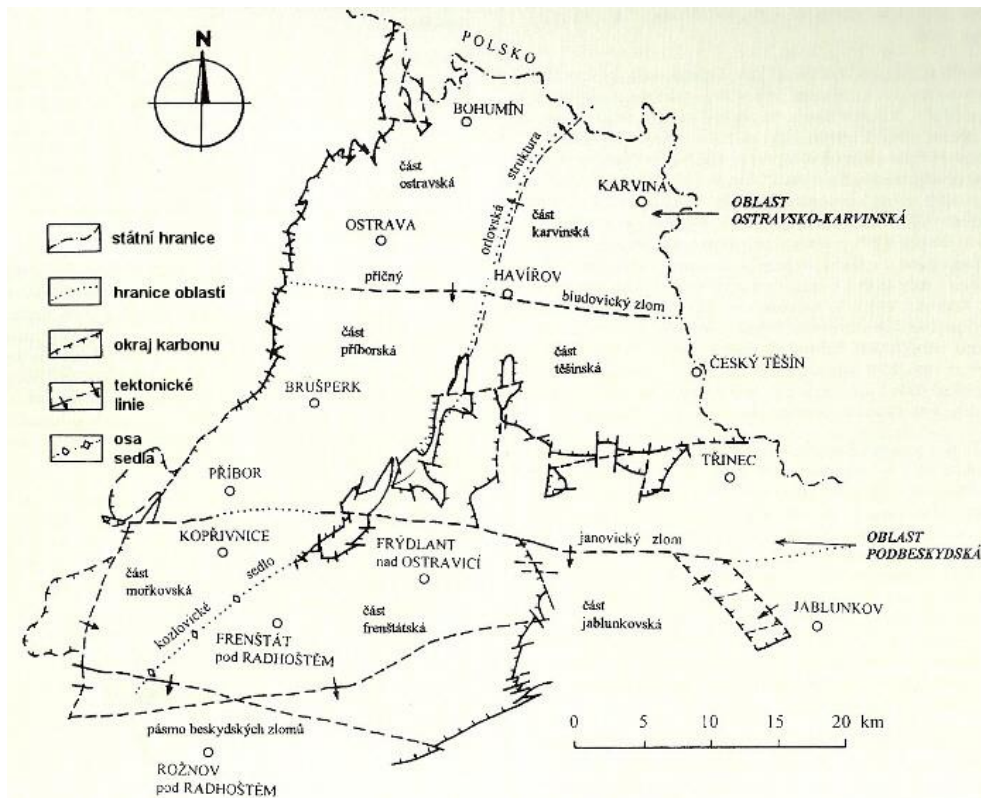 N
POLSKO
BOHUMÍN
část
ostravská
struktura
orlovská
KARVINÁ
OBLAST
OSTRAVSKO-KARVINSKÁ
část
karvinská
OSTRAVA
HAVÍŘOV
příčný
bludovický zlom
státní hranice
hranice oblastí
okraj karbonu
tektonické
linie
osa
sedla
část
příborská
část
těšínská
ČESKÝ TĚŠÍN
BRUŠPERK
TŘINEC
PŘÍBOR
KOPŘIVNICE
FRÝDLANT
nad OSTRAVICÍ
janovický zlom
OBLAST
PODBESKYDSKÁ
část
mořkovská
kozlovické
sedlo
FRENŠTÁT
pod RADHOŠTĚM
část
frenštátská
část
jablunkovská
JABLUNKOV
pásmo beskydských zlomů
ROŽNOV
pod RADHOŠTĚM
0 5 10 15 20 km